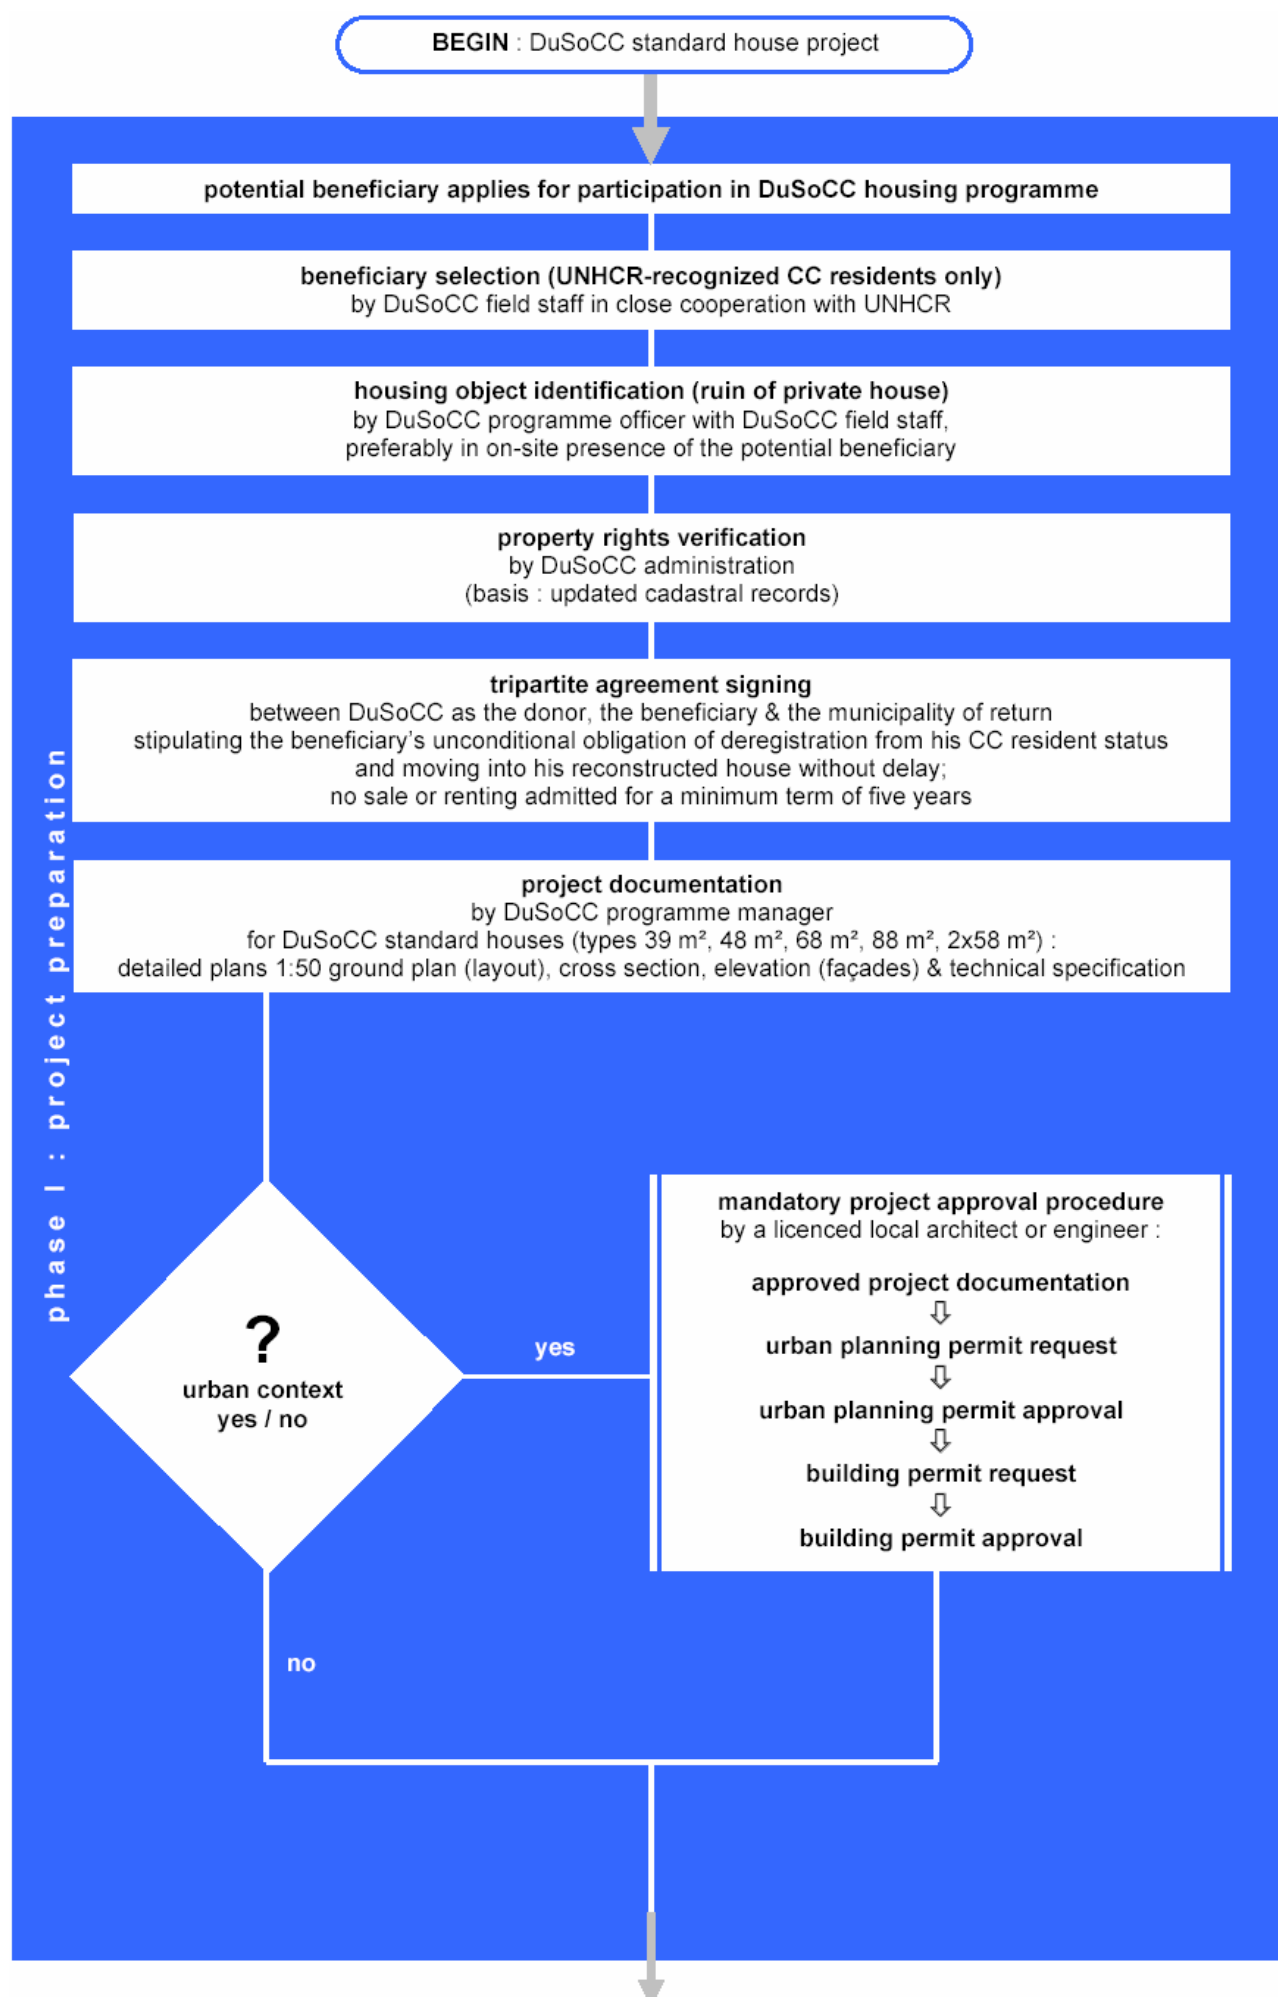 BEGIN : DuSoCC standard house project
potential beneficiary applies for participation in DuSoCC housing programme
beneficiary selection (UNHCR-recognized CC residents only)
by DuSoCC field staff in close cooperation with UNHCR
housing object identification (ruin of private house)
by DuSoCC programme officer with DuSoCC field staff,
preferably in on-site presence of the potential beneficiary
property rights verification
by DuSoCC administration
(basis : updated cadastral records)
tripartite agreement signing
between DuSoCC as the donor, the beneficiary & the municipality of return
stipulating the beneficiary's unconditional obligation of deregistration from his CC resident status
and moving into his reconstructed house without delay;
no sale or renting admitted for a minimum term of five years
project documentation
by DuSoCC programme manager
for DuSoCC standard houses (types 39 m², 48 m², 68 m², 88 m², 2x58 m²) :
detailed plans 1:50 ground plan (layout), cross section, elevation (façades) & technical specification
phase I : project preparation
?
urban context
yes / no
yes
mandatory project approval procedure
by a licenced local architect or engineer :
approved project documentation
⇩
urban planning permit request
⇩
urban planning permit approval
⇩
building permit request
⇩
building permit approval
no